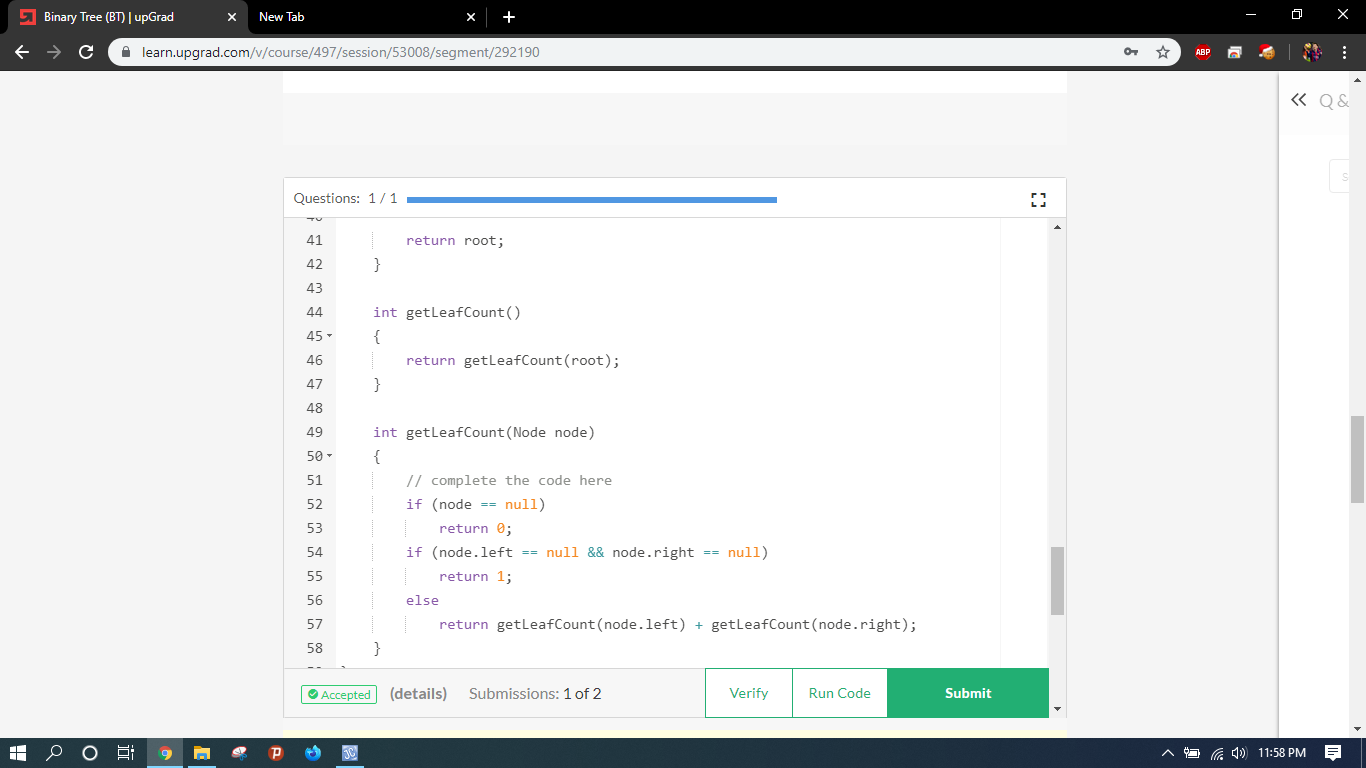 Binary Tree (BT) | upGrad
New Tab
learn.upgrad.com/v/course/497/session/53008/segment/292190
ABP
Q &
Questions: 1 / 1
41 return root;
42 }
43
44 int getLeafCount()
45 {
46 return getLeafCount(root);
47 }
48
49 int getLeafCount(Node node)
50 {
51 // complete the code here
52 if (node == null)
53 return 0;
54 if (node.left == null && node.right == null)
55 return 1;
56 else
57 return getLeafCount(node.left) + getLeafCount(node.right);
58 }
Accepted (details) Submissions: 1 of 2 Verify Run Code Submit
11:58 PM